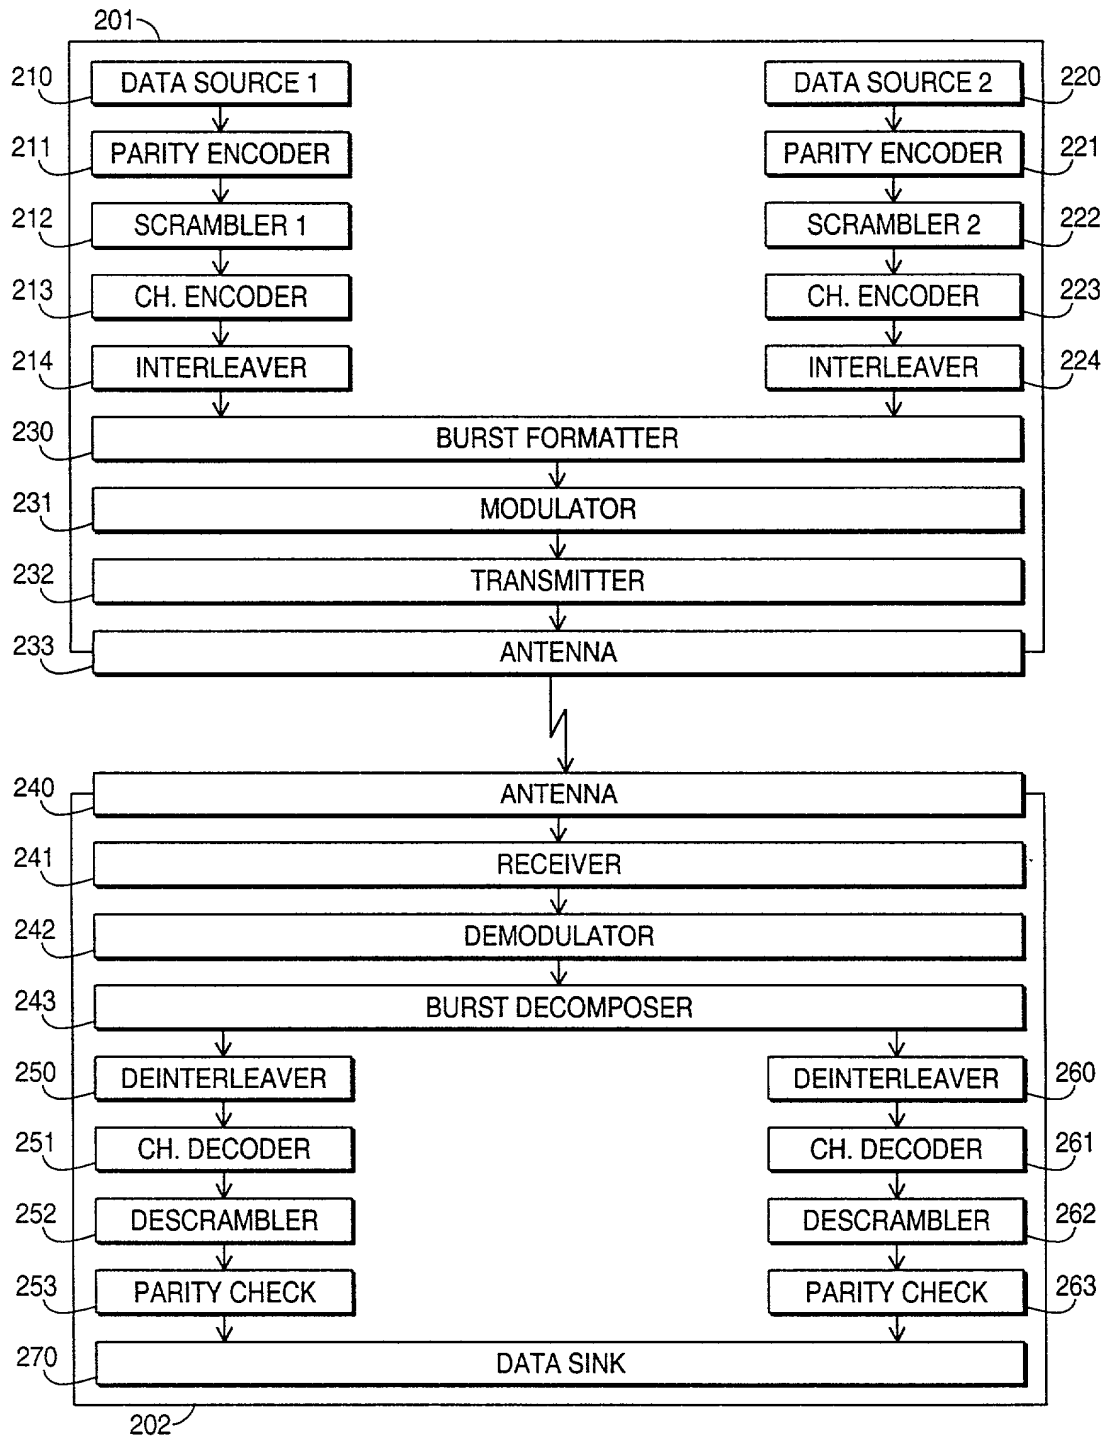 201
210 DATA SOURCE 1 DATA SOURCE 2 220
211 PARITY ENCODER PARITY ENCODER 221
212 SCRAMBLER 1 SCRAMBLER 2 222
213 CH. ENCODER CH. ENCODER 223
214 INTERLEAVER INTERLEAVER 224
230 BURST FORMATTER
231 MODULATOR
232 TRANSMITTER
233 ANTENNA
240 ANTENNA
241 RECEIVER
242 DEMODULATOR
243 BURST DECOMPOSER
250 DEINTERLEAVER DEINTERLEAVER 260
251 CH. DECODER CH. DECODER 261
252 DESCRAMBLER DESCRAMBLER 262
253 PARITY CHECK PARITY CHECK 263
270 DATA SINK
202